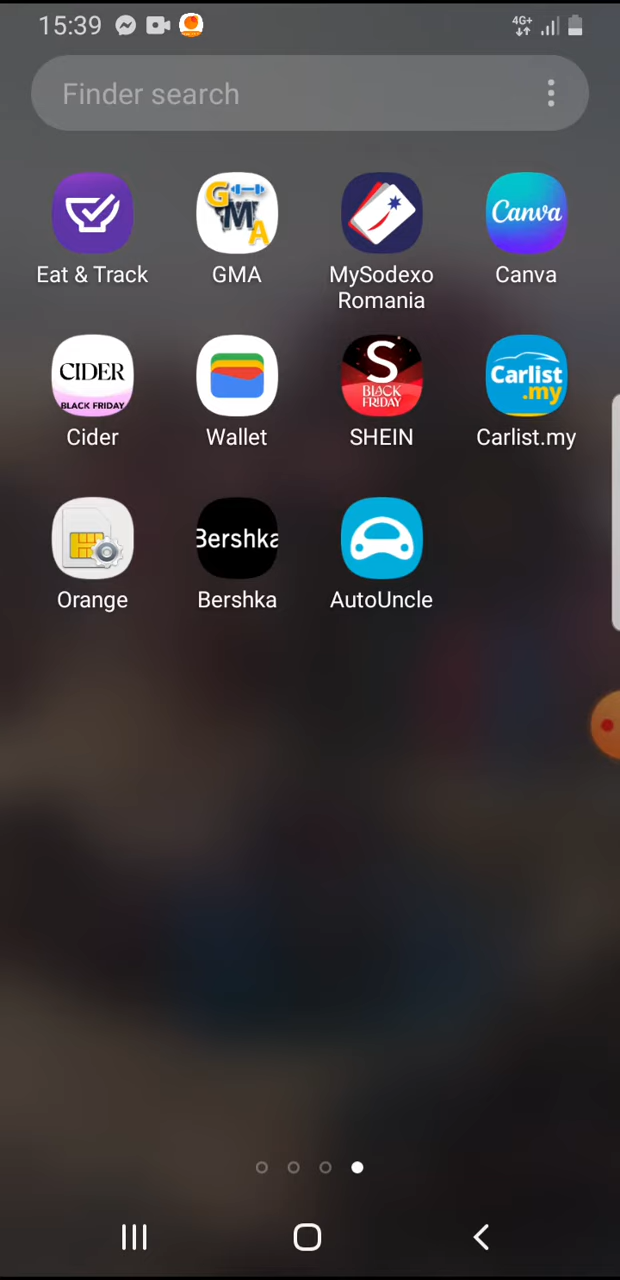 15:39
4G+
Finder search
Eat & Track
GMA
GMA
MySodexo
Romania
Canva
Canva
CIDER
BLACK FRIDAY
Cider
Wallet
S
BLACK
FRIDAY
SHEIN
Carlist
.my
Carlist.my
Orange
Bershka
Bershka
AutoUncle